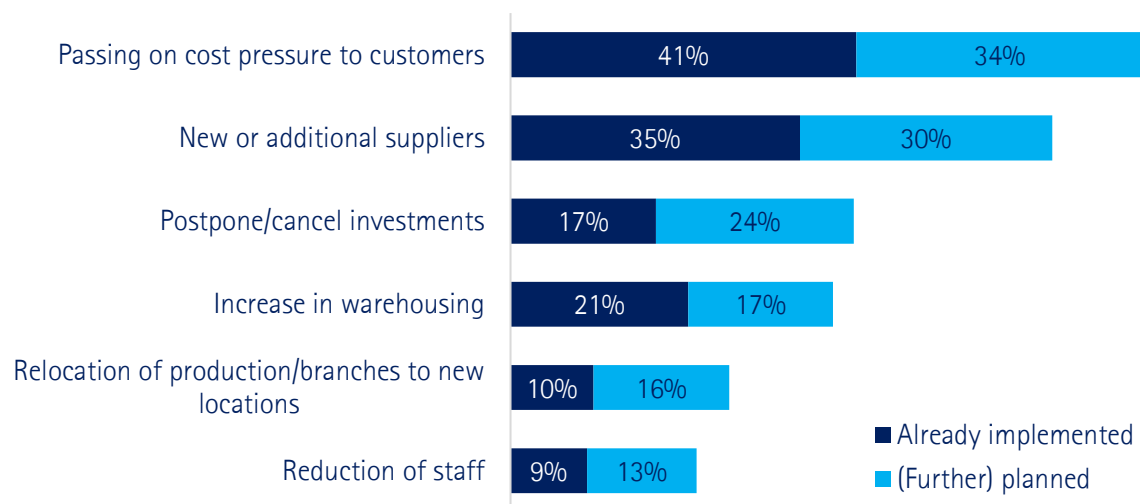 Passing on cost pressure to customers
41%
34%
New or additional suppliers
35%
30%
Postpone/cancel investments
17%
24%
Increase in warehousing
21%
17%
Relocation of production/branches to new
locations
10%
16%
Reduction of staff
9%
13%
Already implemented
(Further) planned